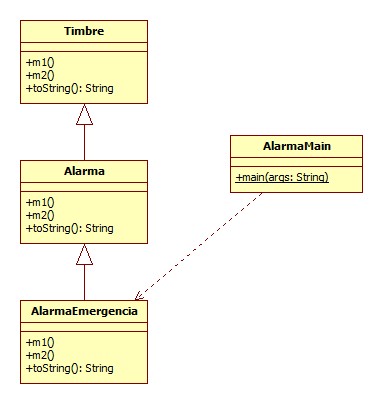 Timbre
+m1()
+m2()
+toString(): String
Alarma
+m1()
+m2()
+toString(): String
AlarmaMain
+main(args: String)
AlarmaEmergencia
+m1()
+m2()
+toString(): String